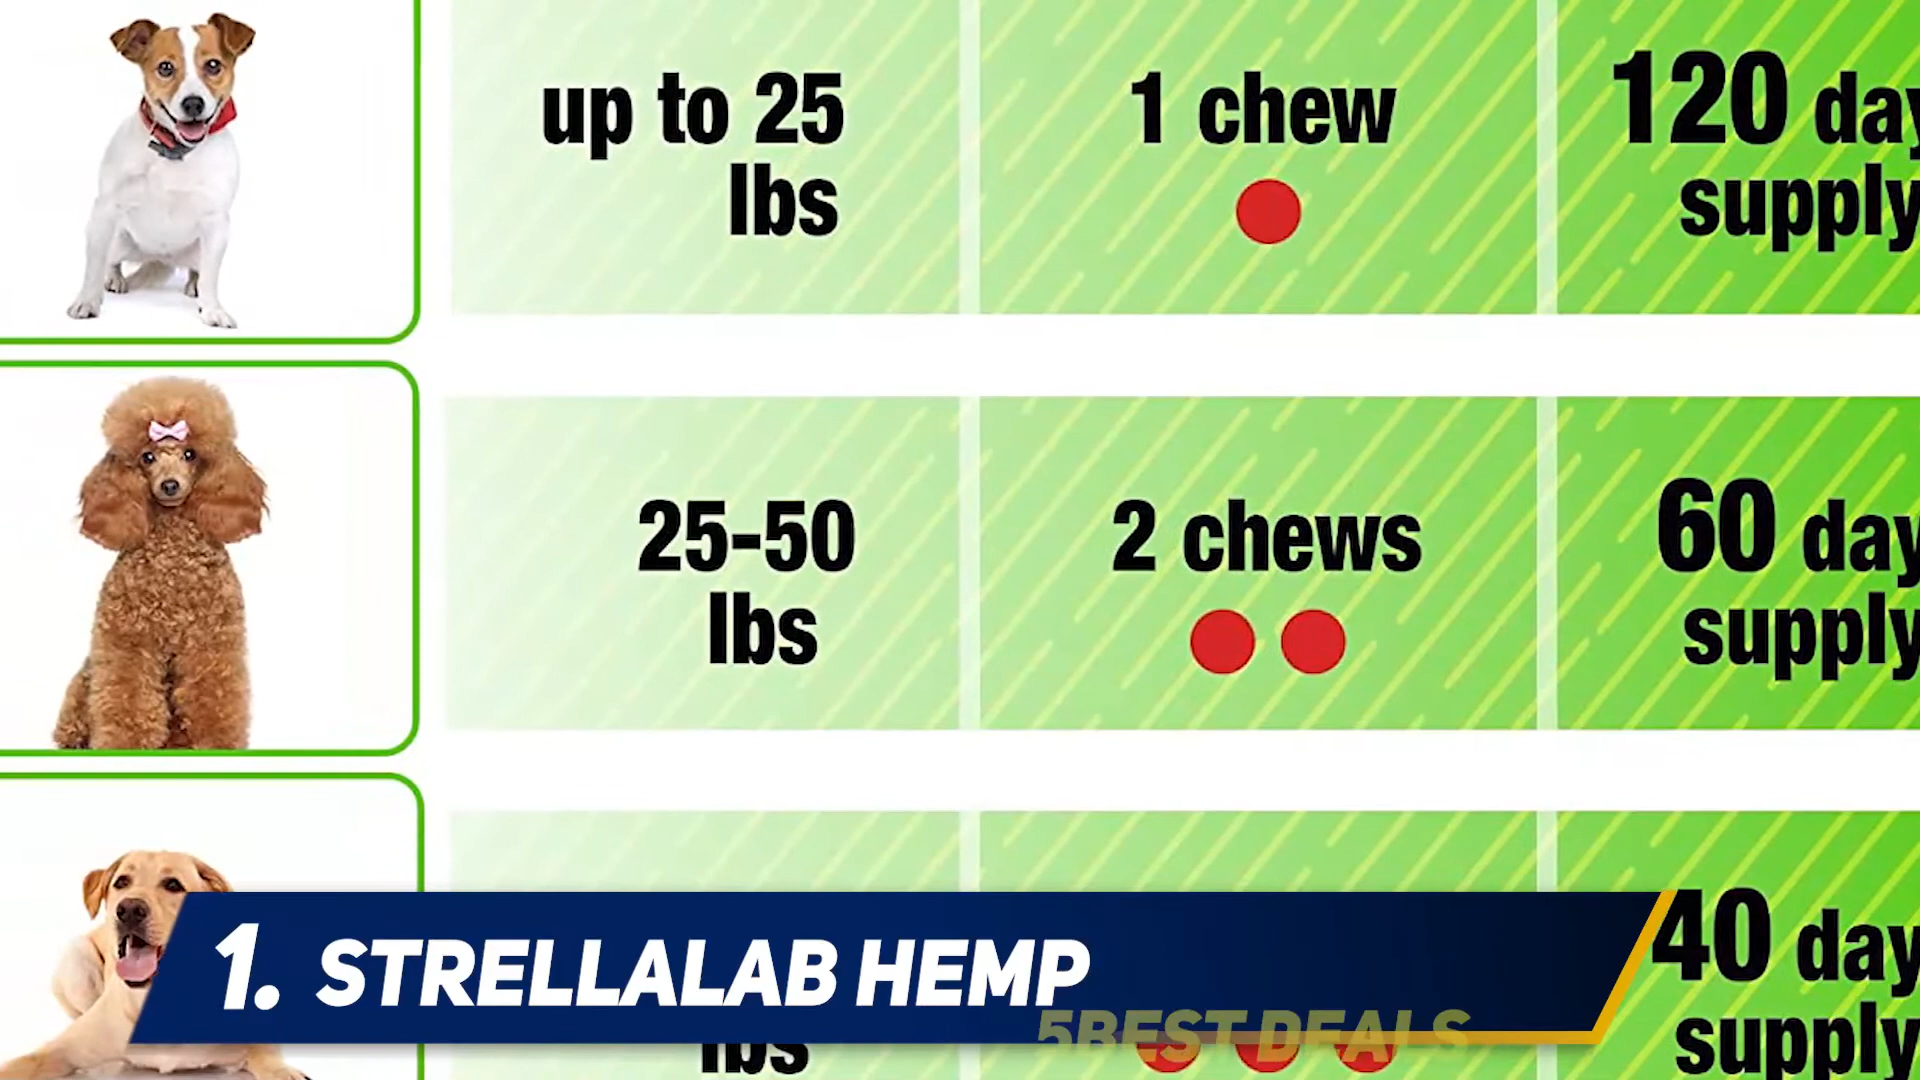 up to 25
lbs
1 chew
120 day
supply
25-50
lbs
2 chews
60 day
supply
40 day
supply
lbs
1. STRELLALAB HEMP
5BEST DEALS